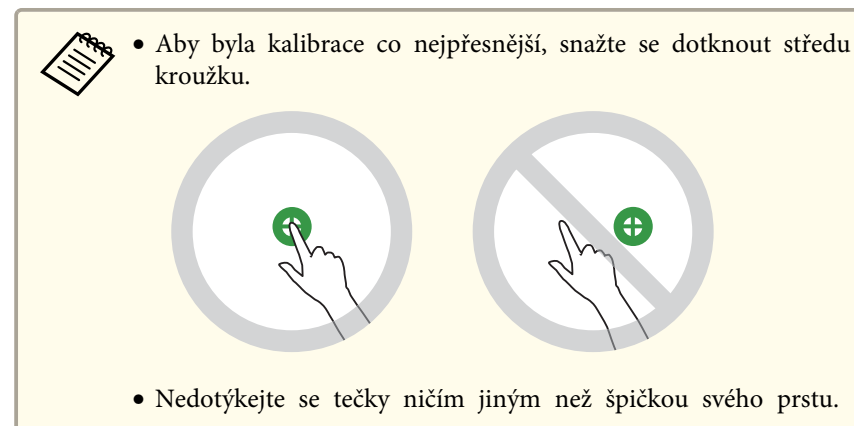 • Aby byla kalibrace co nejpřesnější, snažte se dotknout středu
kroužku.
• Nedotýkejte se tečky ničím jiným než špičkou svého prstu.